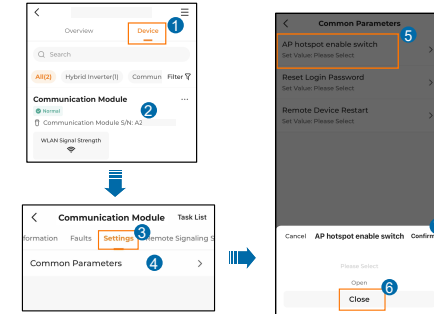 Overview Device 1
Search
All(2) Hybrid Inverter(1) Commun Filter
Communication Module ...
Normal 2
Communication Module S/N: A2
WLAN Signal Strength
Communication Module Task List
formation Faults Settings 3 Remote Signaling S
Common Parameters 4
Common Parameters
AP hotspot enable switch 5
Set Value: Please Select
Reset Login Password
Set Value: Please Select
Remote Device Restart
Set Value: Please Select
Cancel AP hotspot enable switch Confirm
Please Select
Open
6
Close